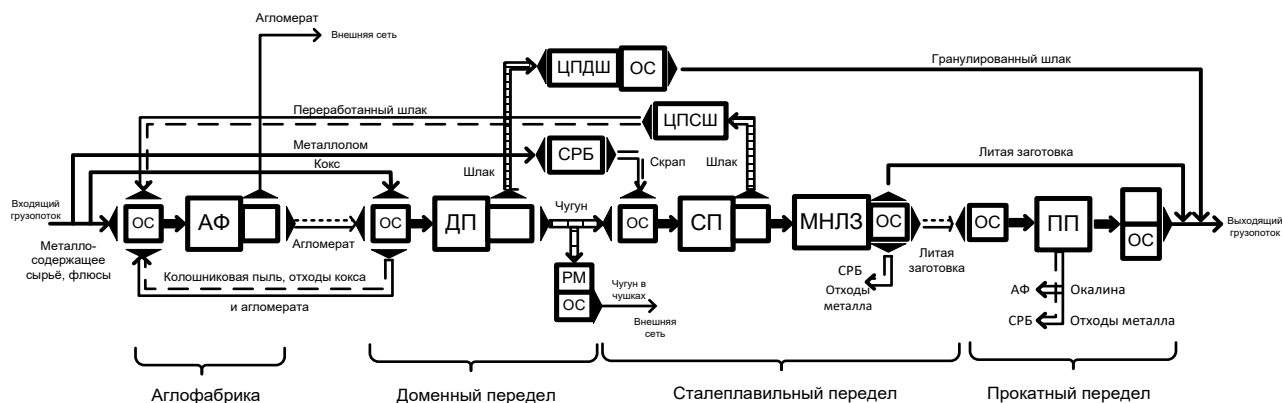 Агломерат
Внешняя сеть
ЦПДШ
ОС
Гранулированный шлак
Переработанный шлак
ЦПСШ
Металлолом
СРБ
Скрап
Шлак
Шлак
Литая заготовка
Кокс
Входящий
грузопоток
ОС
АФ
ОС
ДП
Чугун
ОС
СП
МНЛЗ
ОС
ОС
ПП
ОС
Выходящий
грузопоток
Металло-
содержащее
сырьё, флюсы
Агломерат
Литая
заготовка
Колошниковая пыль, отходы кокса
и агломерата
РМ
ОС
Чугун в
чушках
Внешняя
сеть
СРБ
Отходы
металла
АФ
Окалина
СРБ
Отходы металла
Аглофабрика
Доменный передел
Сталеплавильный передел
Прокатный передел